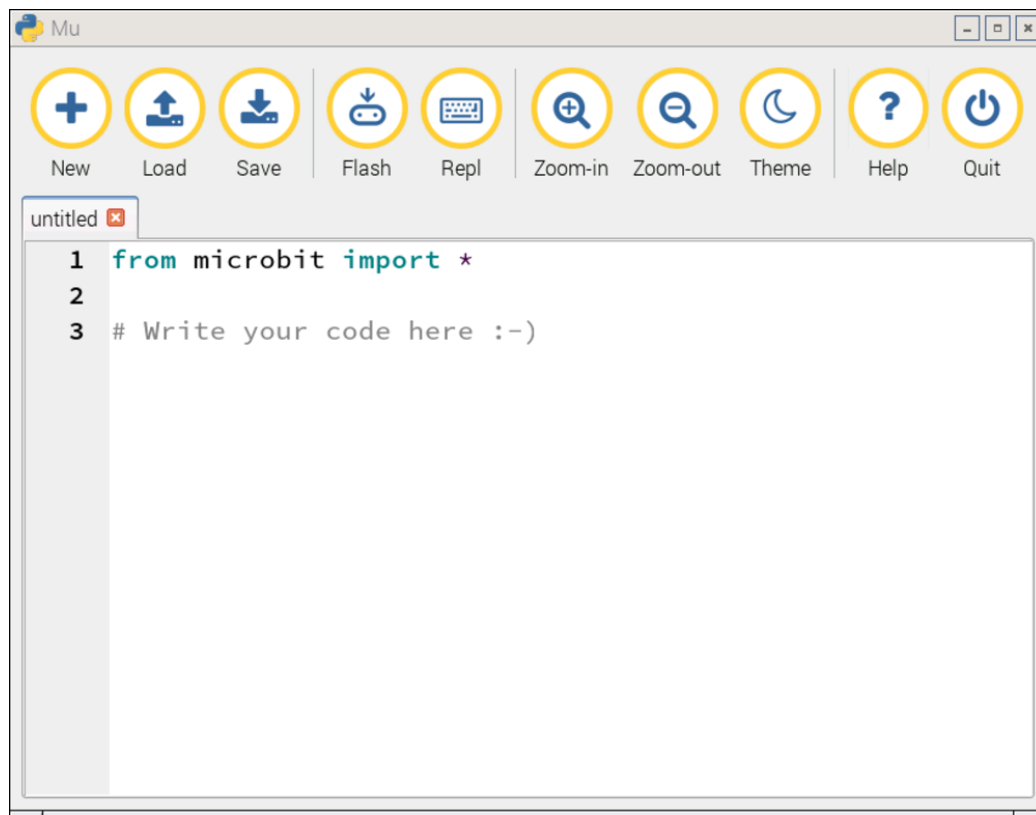 Mu
New Load Save Flash Repl Zoom-in Zoom-out Theme Help Quit
untitled
1 from microbit import *
2
3 # Write your code here :-)